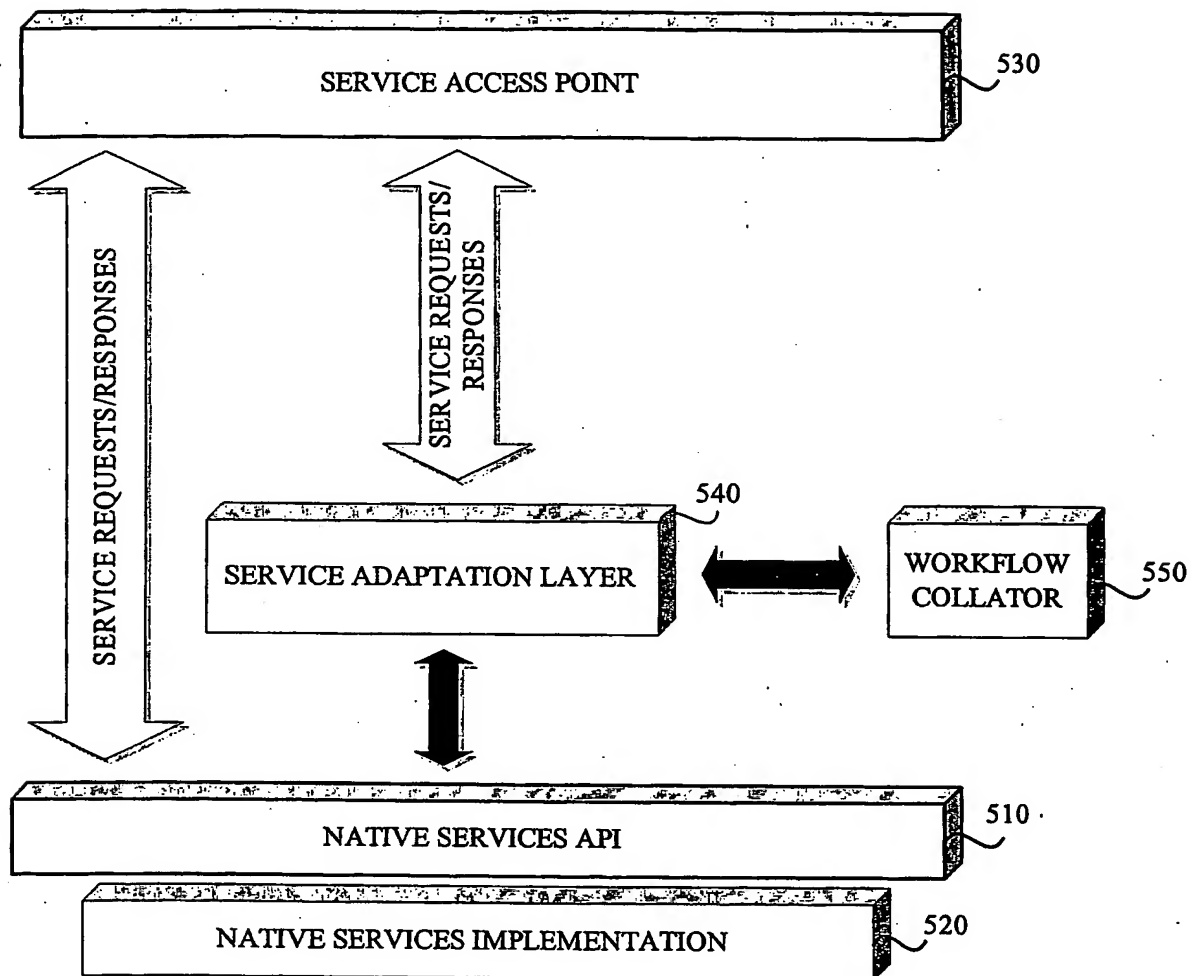 SERVICE ACCESS POINT
530
SERVICE REQUESTS/RESPONSES
SERVICE REQUESTS/
RESPONSES
540
SERVICE ADAPTATION LAYER
WORKFLOW
COLLATOR
550
NATIVE SERVICES API
510
NATIVE SERVICES IMPLEMENTATION
520